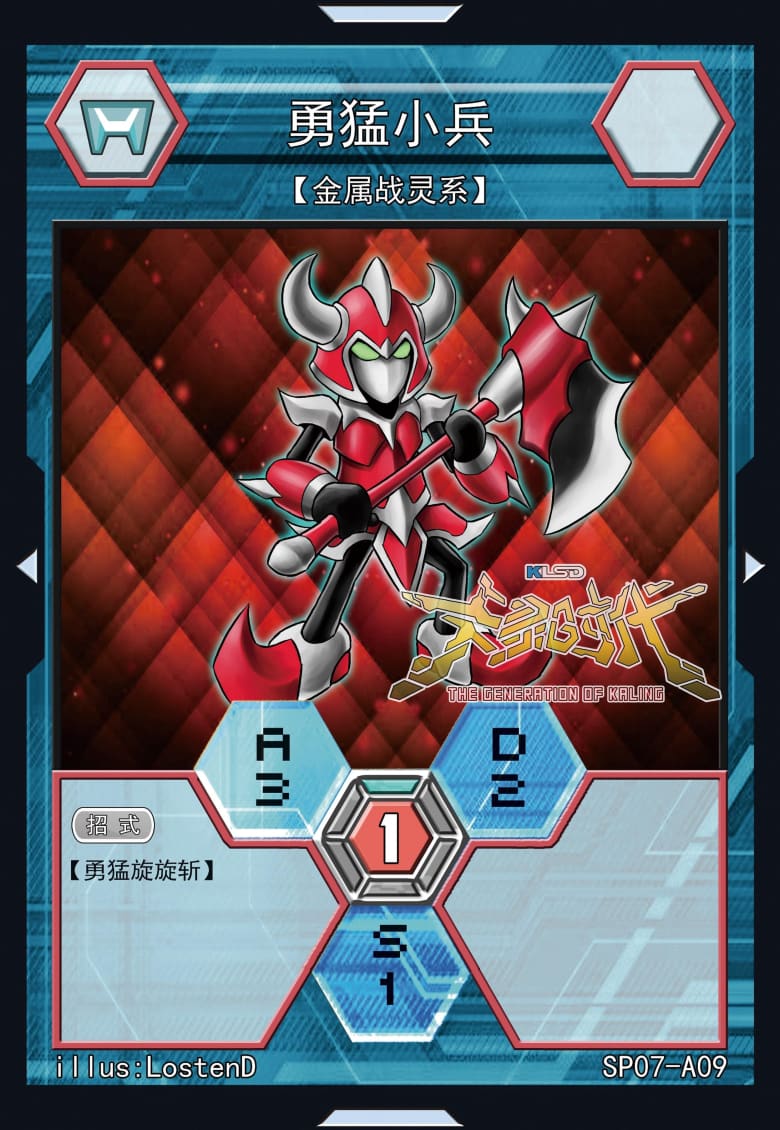 勇猛小兵
【金属战灵系】
KLSD
THE GENERATION OF KALING
A
3
D
2
1
招式
【勇猛旋旋斩】
S
1
illus:LostenD
SP07-A09